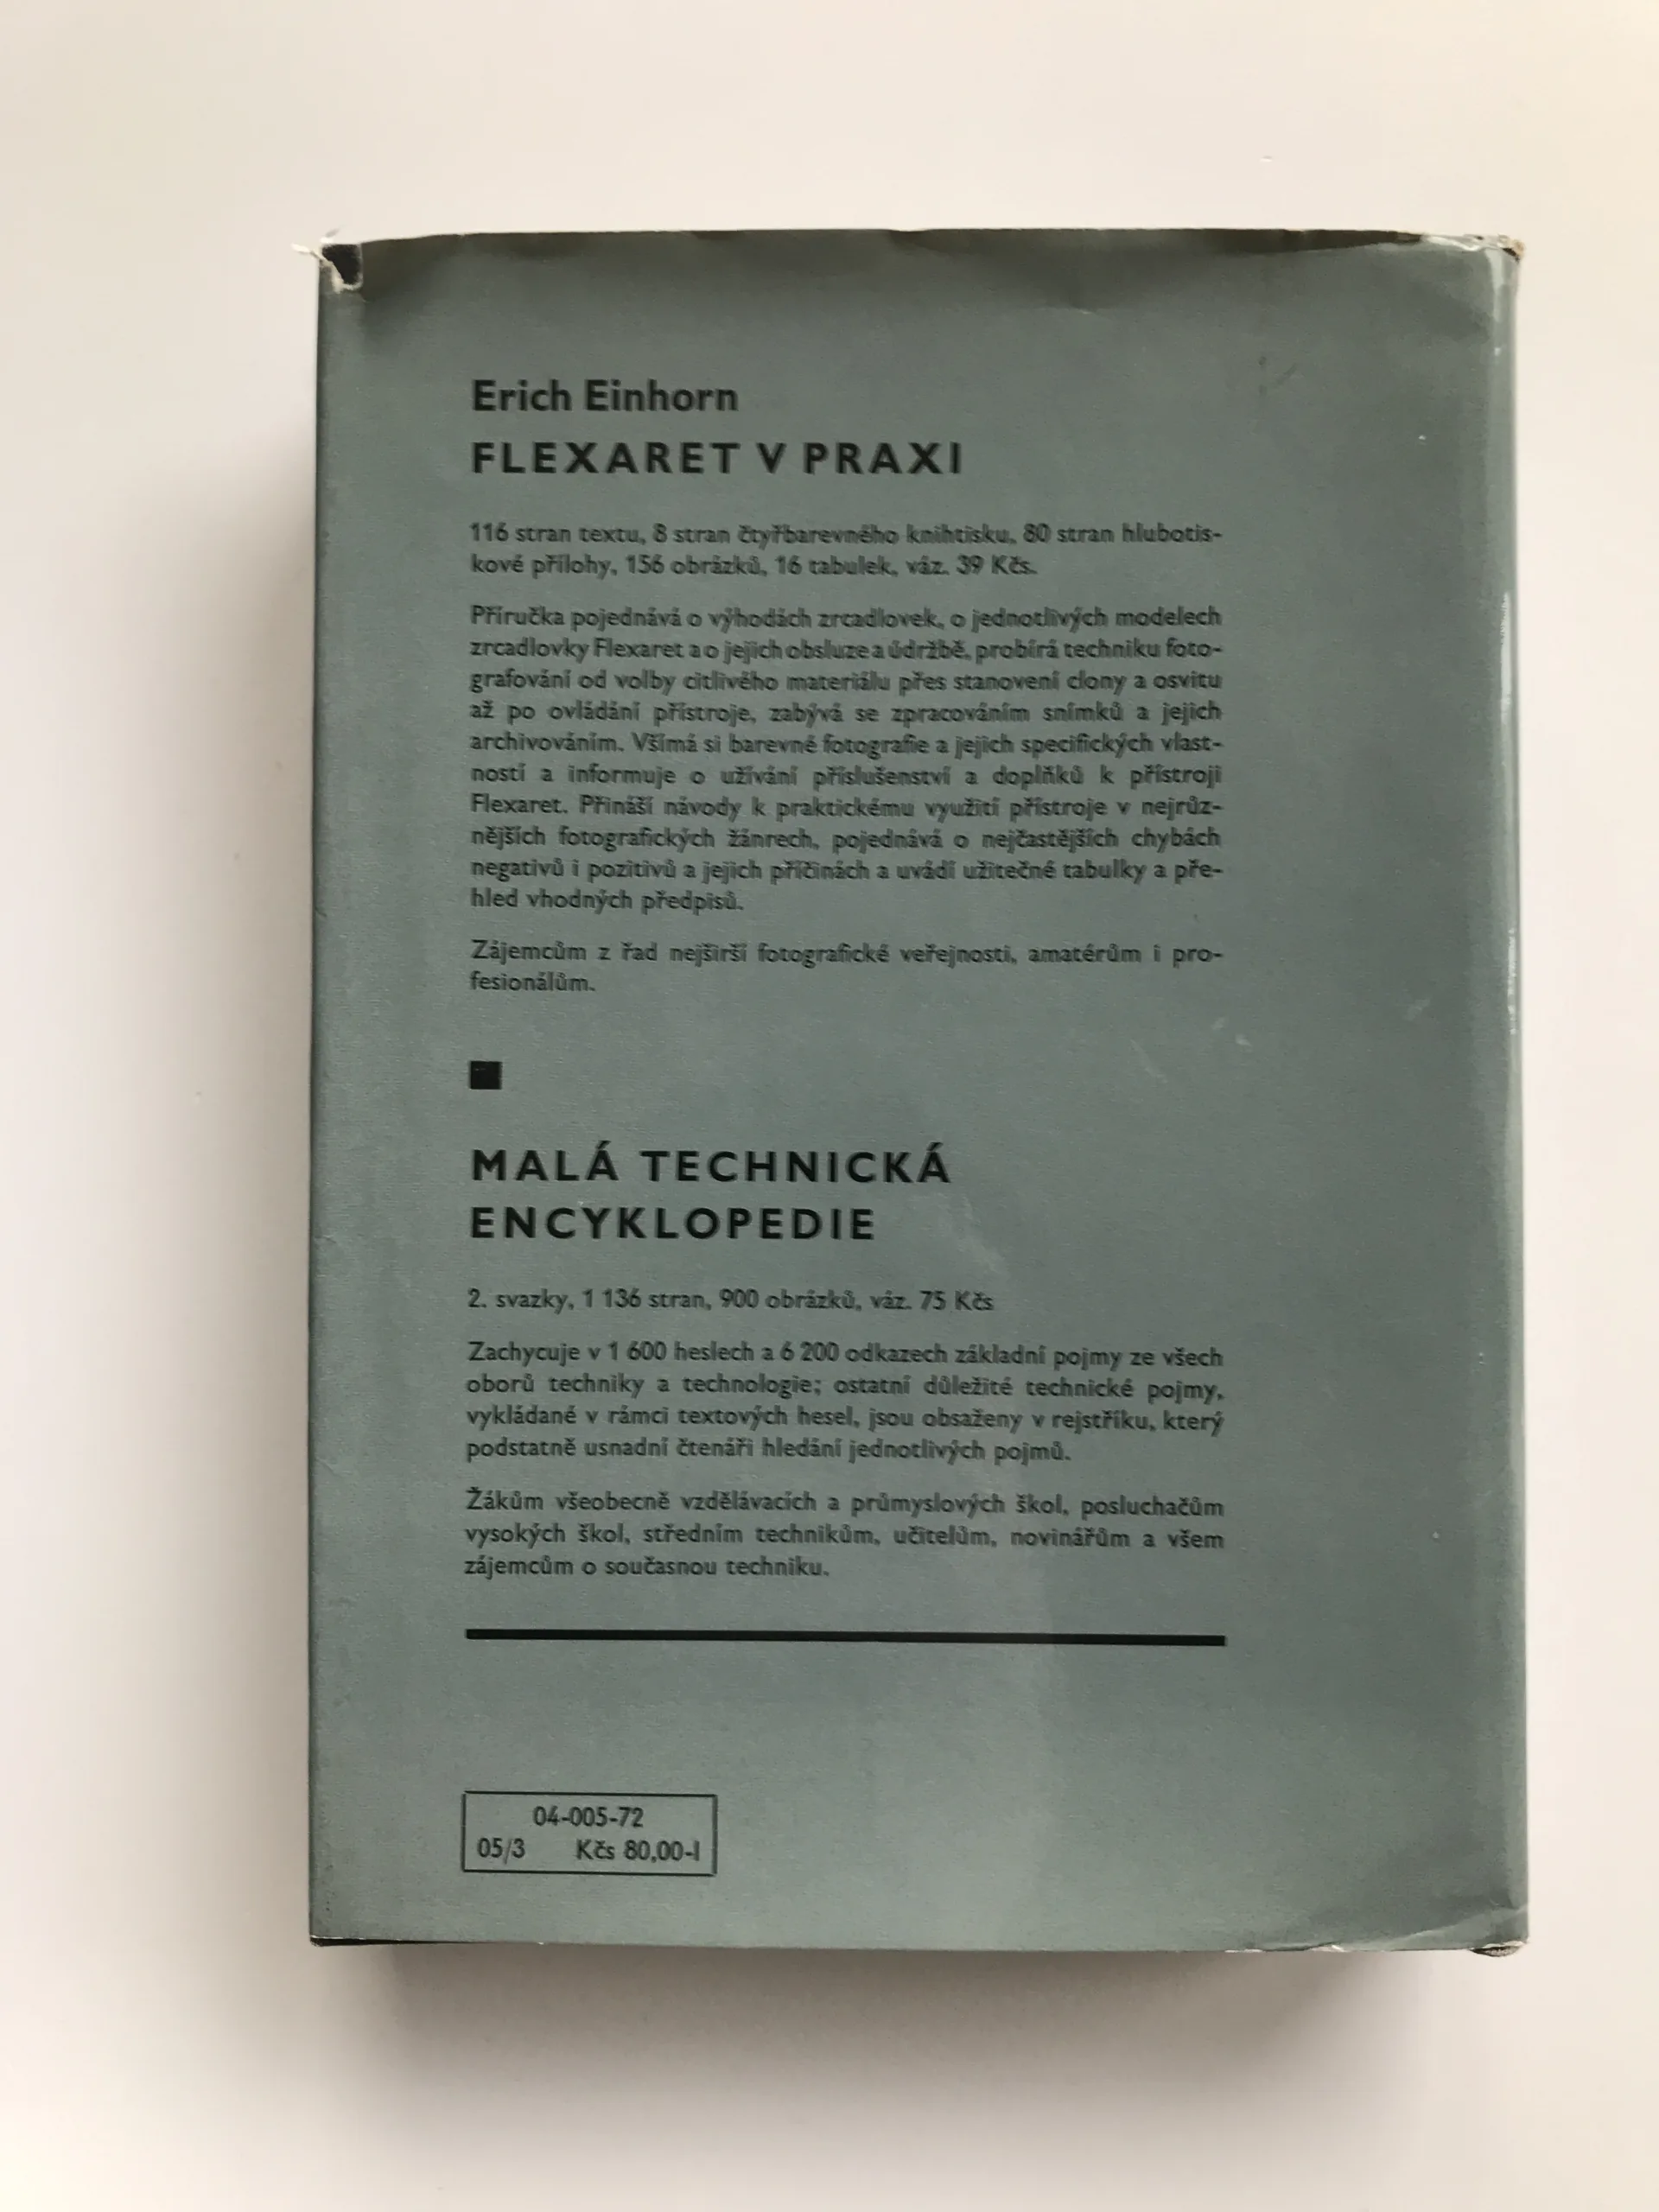 Erich Einhorn
FLEXARET V PRAXI
116 stran textu, 8 stran čtyřbarevného knihtisku, 80 stran hlubotis-
kové přílohy, 156 obrázků, 16 tabulek, váz. 39 Kčs.
Příručka pojednává o výhodách zrcadlovek, o jednotlivých modelech
zrcadlovky Flexaret a o jejich obsluze a údržbě, probírá techniku foto-
grafování od volby citlivého materiálu přes stanovení clony a osvitu
až po ovládání přístroje, zabývá se zpracováním snímků a jejich
archivováním. Všímá si barevné fotografie a jejich specifických vlast-
ností a informuje o užívání příslušenství a doplňků k přístroji
Flexaret. Přináší návody k praktickému využití přístroje v nejrůz-
nějších fotografických žánrech, pojednává o nejčastějších chybách
negativů i pozitivů a jejich příčinách a uvádí užitečné tabulky a pře-
hled vhodných předpisů.
Zájemcům z řad nejširší fotografické veřejnosti, amatérům i pro-
fesionálům.
MALÁ TECHNICKÁ
ENCYKLOPEDIE
2. svazky, 1 136 stran, 900 obrázků, váz. 75 Kčs
Zachycuje v 1 600 heslech a 6 200 odkazech základní pojmy ze všech
oborů techniky a technologie; ostatní důležité technické pojmy,
vykládané v rámci textových hesel, jsou obsaženy v rejstříku, který
podstatně usnadní čtenáři hledání jednotlivých pojmů.
Žákům všeobecně vzdělávacích a průmyslových škol, posluchačům
vysokých škol, středním technikům, učitelům, novinářům a všem
zájemcům o současnou techniku.
04-005-72
05/3 Kčs 80,00-I